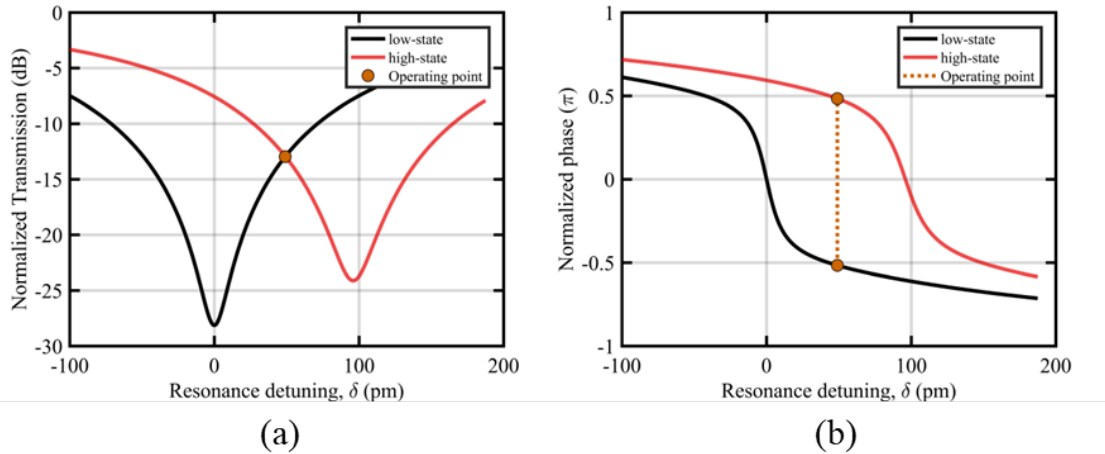 0
-5
-10
-15
-20
-25
-30
-100
0
100
200
Normalized Transmission (dB)
Resonance detuning, δ (pm)
low-state
high-state
Operating point
(a)
1
0.5
0
-0.5
-1
-100
0
100
200
Normalized phase (π)
Resonance detuning, δ (pm)
low-state
high-state
Operating point
(b)